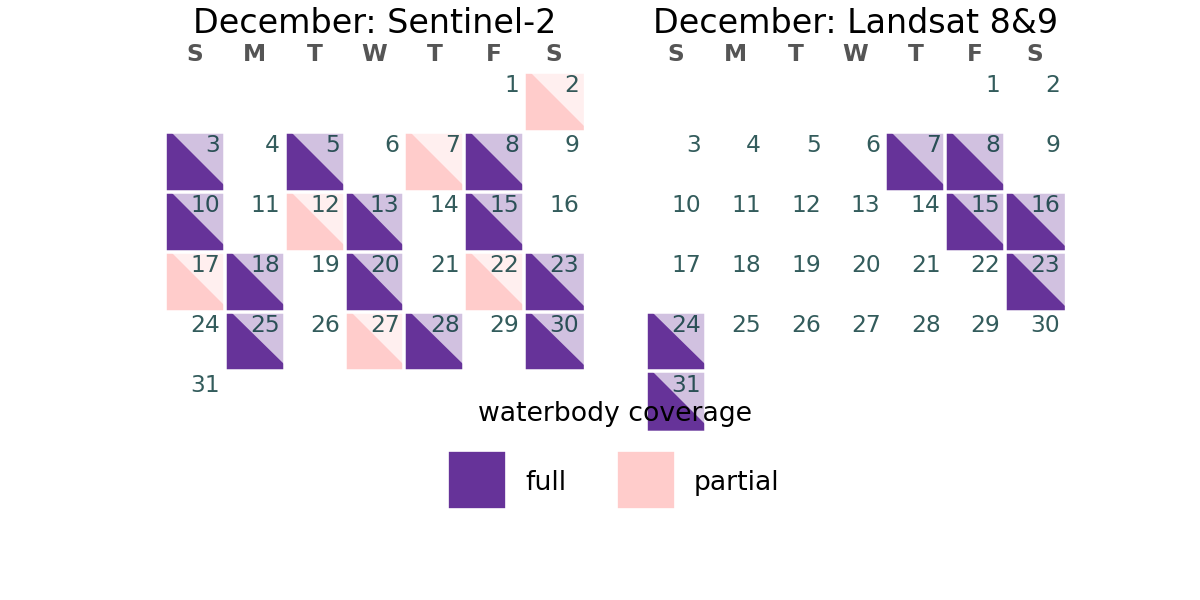 December: Sentinel-2
S M T W T F S
1 2
3 4 5 6 7 8 9
10 11 12 13 14 15 16
17 18 19 20 21 22 23
24 25 26 27 28 29 30
31
December: Landsat 8&9
S M T W T F S
1 2
3 4 5 6 7 8 9
10 11 12 13 14 15 16
17 18 19 20 21 22 23
24 25 26 27 28 29 30
31
waterbody coverage
full partial